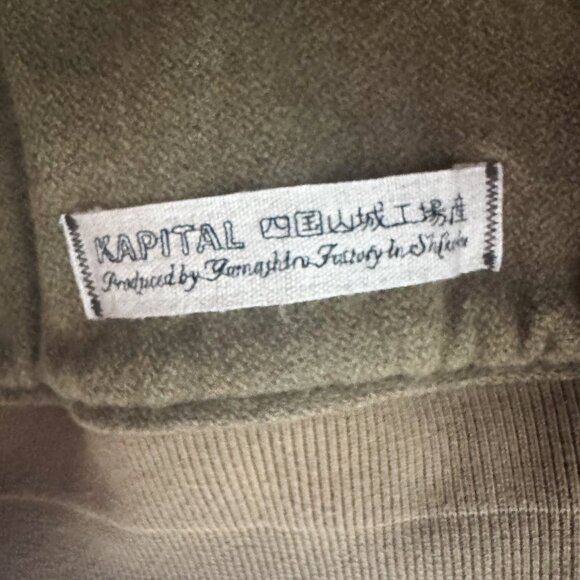 KAPITAL 四国山城工場産
Produced by Yamashiro Factory In Shikoku